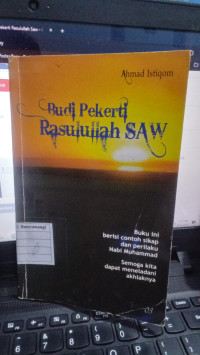 Ahmad Istiqom
Budi Pekerti
Rasulullah SAW
Buku ini
berisi contoh sikap
dan perilaku
Nabi Muhammad
Semoga kita
dapat meneladani
akhlaknya